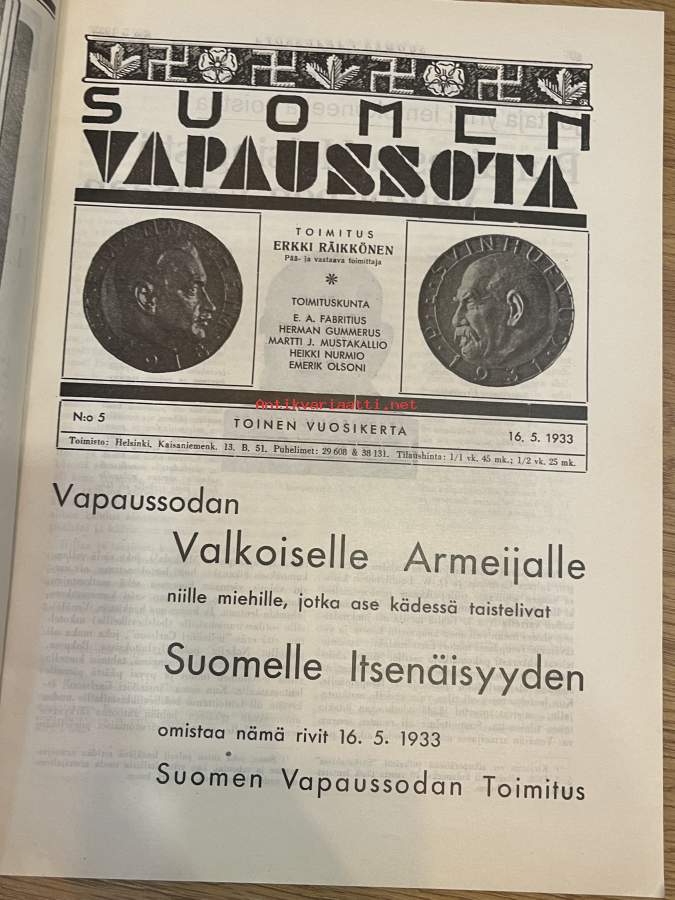 SUOMEN
VAPAUSSOTA
TOIMITUS
ERKKI RÄIKKÖNEN
Pää- ja vastaava toimittaja
TOIMITUSKUNTA
E. A. FABRITIUS
HERMAN GUMMERUS
MARTTI J. MUSTAKALLIO
HEIKKI NURMIO
EMERIK OLSONI
1918
P.E. SVINHUFVUD
1931
Antikvariaatti.net
N:o 5
TOINEN VUOSIKERTA
16. 5. 1933
Toimisto: Helsinki, Kaisaniemenk. 13. B. 51. Puhelimet: 29 608 & 38 131. Tilaushinta: 1/1 vk. 45 mk.; 1/2 vk. 25 mk.
Vapaussodan
Valkoiselle Armeijalle
niille miehille, jotka ase kädessä taistelivat
Suomelle Itsenäisyyden
omistaa nämä rivit 16. 5. 1933
Suomen Vapaussodan Toimitus